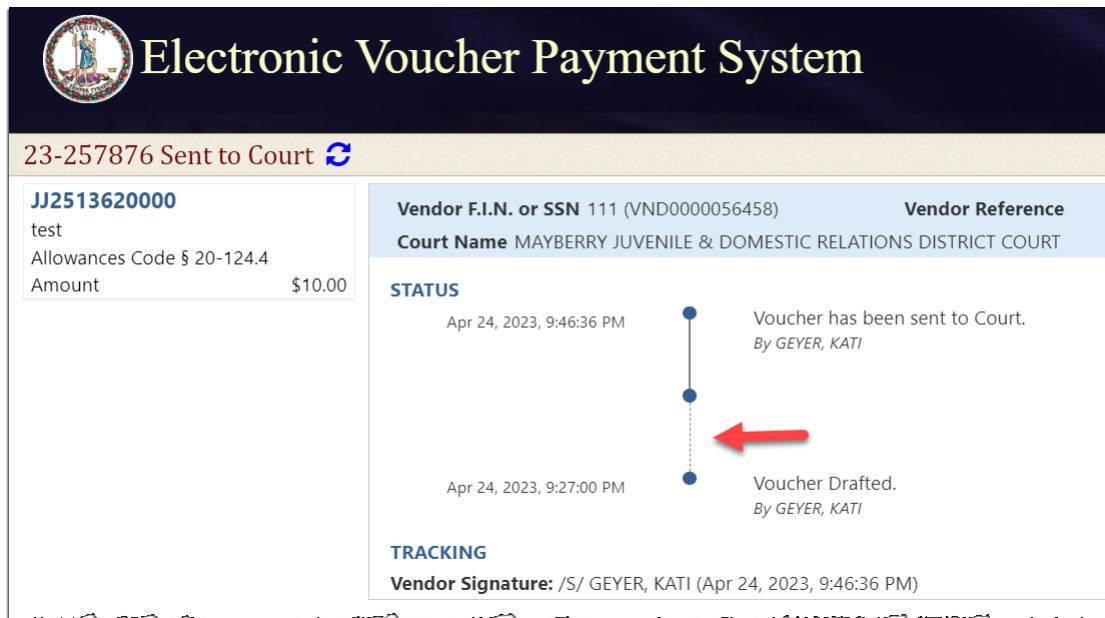 Electronic Voucher Payment System
23-257876 Sent to Court
JJ2513620000
test
Allowances Code § 20-124.4
Amount $10.00
Vendor F.I.N. or SSN 111 (VND0000056458) Vendor Reference
Court Name MAYBERRY JUVENILE & DOMESTIC RELATIONS DISTRICT COURT
STATUS
Apr 24, 2023, 9:46:36 PM Voucher has been sent to Court.
By GEYER, KATI
Apr 24, 2023, 9:27:00 PM Voucher Drafted.
By GEYER, KATI
TRACKING
Vendor Signature: /S/ GEYER, KATI (Apr 24, 2023, 9:46:36 PM)